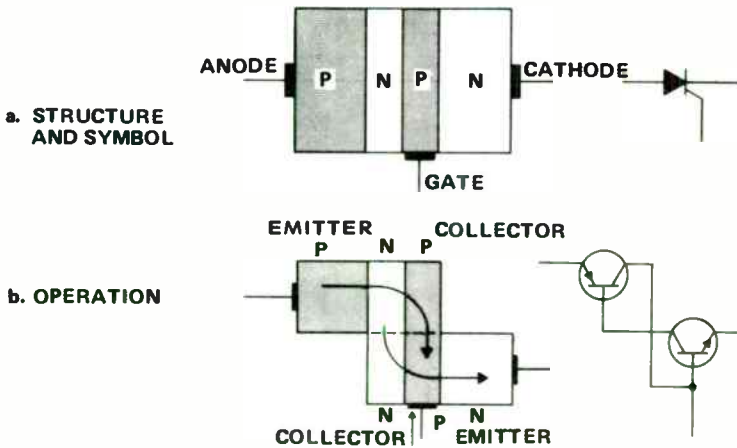 ANODE
P
N
P
N
CATHODE
a. STRUCTURE
AND SYMBOL
GATE
EMITTER
P
N
P
COLLECTOR
b. OPERATION
N
P
N
COLLECTOR
EMITTER